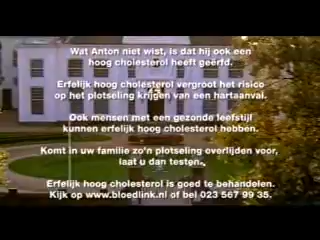 Wat Anton niet wist, is dat hij ook een
hoog cholesterol heeft geërfd.
Erfelijk hoog cholesterol vergroot het risico
op het plotseling krijgen van een hartaanval.
Ook mensen met een gezonde leefstijl
kunnen erfelijk hoog cholesterol hebben.
Komt in uw familie zo'n plotseling overlijden voor,
laat u dan testen.
Erfelijk hoog cholesterol is goed te behandelen.
Kijk op www.bloedlink.nl of bel 023 567 99 35.